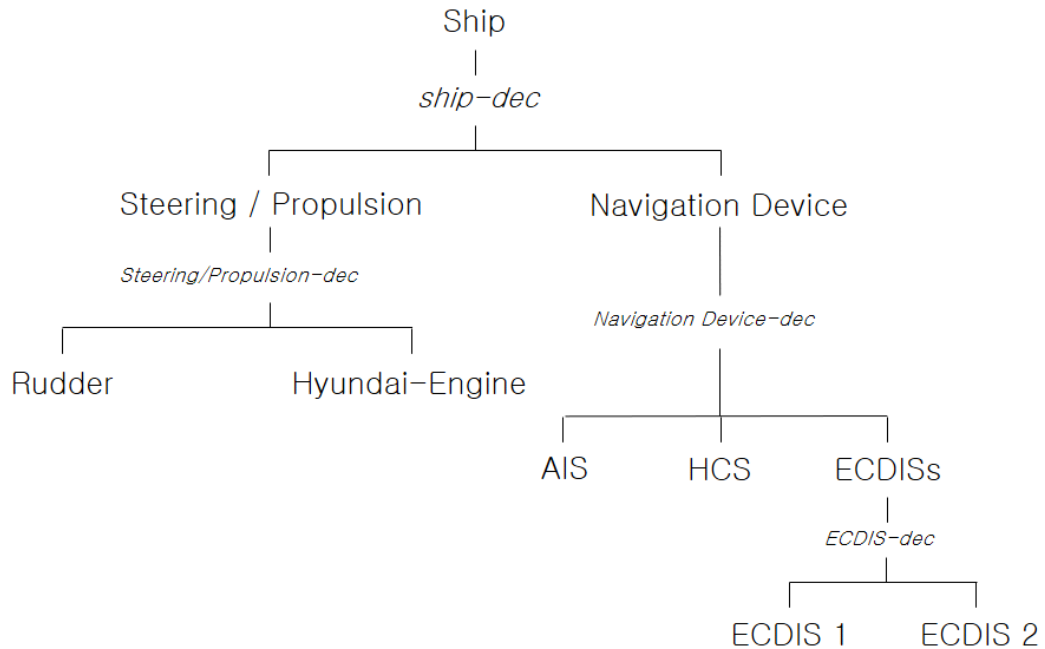 Ship
ship-dec
Steering / Propulsion
Navigation Device
Steering/Propulsion-dec
Navigation Device-dec
Rudder
Hyundai-Engine
AIS
HCS
ECDISs
ECDIS-dec
ECDIS 1
ECDIS 2